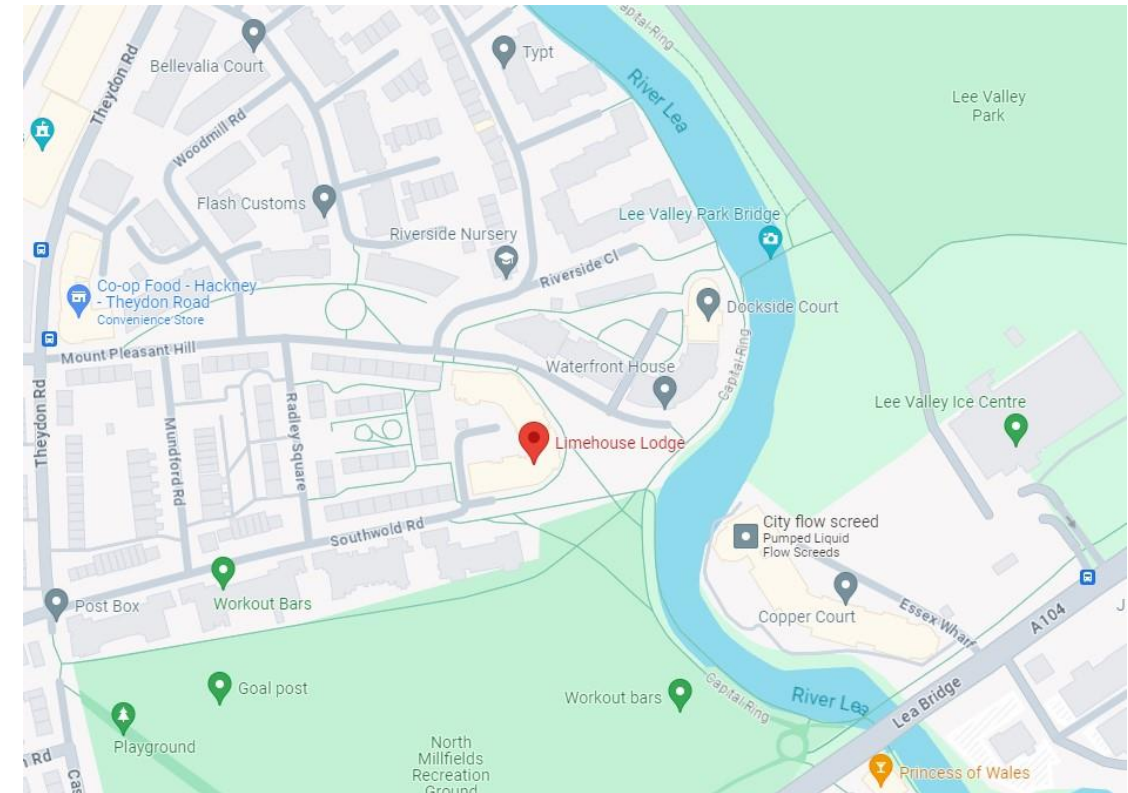 apital-Ring
Theydon Rd
Bellevalia Court
Typt
River Lea
Lee Valley
Park
Woodmill Rd
Flash Customs
Lee Valley Park Bridge
Riverside Nursery
Riverside Cl
Co-op Food - Hackney
- Theydon Road
Convenience Store
Dockside Court
Mount Pleasant Hill
Waterfront House
Capital Ring
Theydon Rd
Mundford Rd
Radley Square
Lee Valley Ice Centre
Limehouse Lodge
Southwold Rd
City flow screed
Pumped Liquid
Flow Screeds
Post Box
Workout Bars
Copper Court
Essex Wharf
A104
J
Goal post
Workout bars
Capital Ring
River Lea
Lea Bridge
Playground
North
Millfields
Recreation
Ground
n Rd
Cas
Princess of Wales